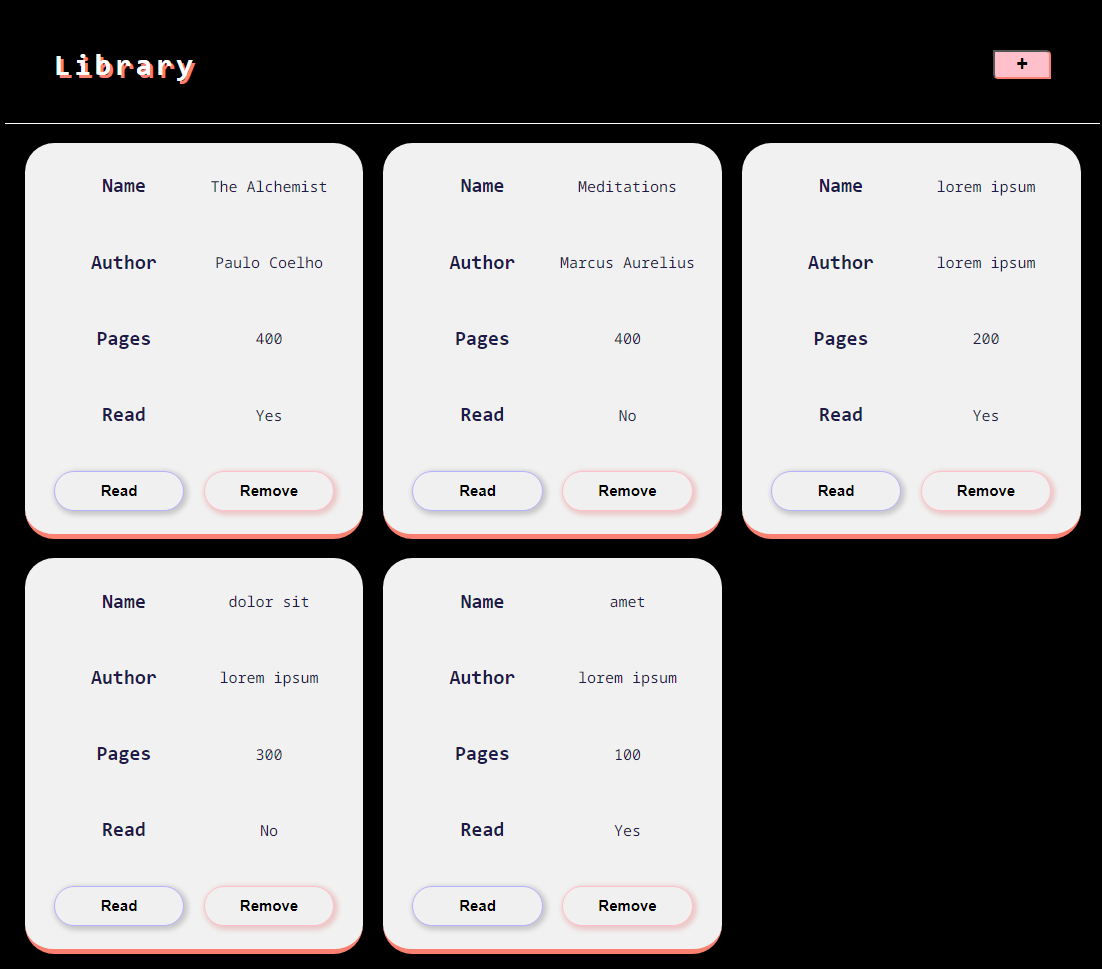 Library
+
Name The Alchemist
Author Paulo Coelho
Pages 400
Read Yes
Read Remove
Name Meditations
Author Marcus Aurelius
Pages 400
Read No
Read Remove
Name lorem ipsum
Author lorem ipsum
Pages 200
Read Yes
Read Remove
Name dolor sit
Author lorem ipsum
Pages 300
Read No
Read Remove
Name amet
Author lorem ipsum
Pages 100
Read Yes
Read Remove